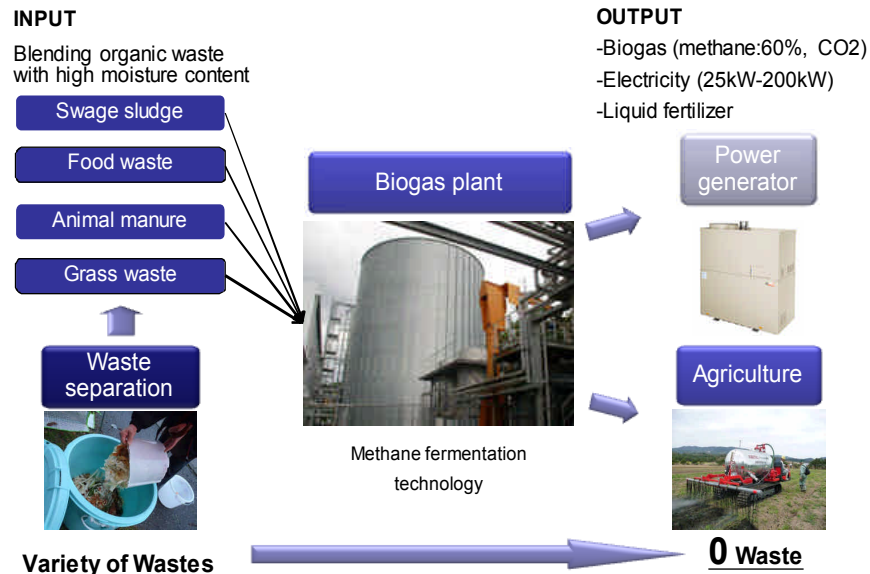 INPUT
Blending organic waste
with high moisture content
Swage sludge
Food waste
Animal manure
Grass waste
Waste
separation
Variety of Wastes
Biogas plant
Methane fermentation
technology
OUTPUT
-Biogas (methane:60%, CO2)
-Electricity (25kW-200kW)
-Liquid fertilizer
Power
generator
Agriculture
0 Waste